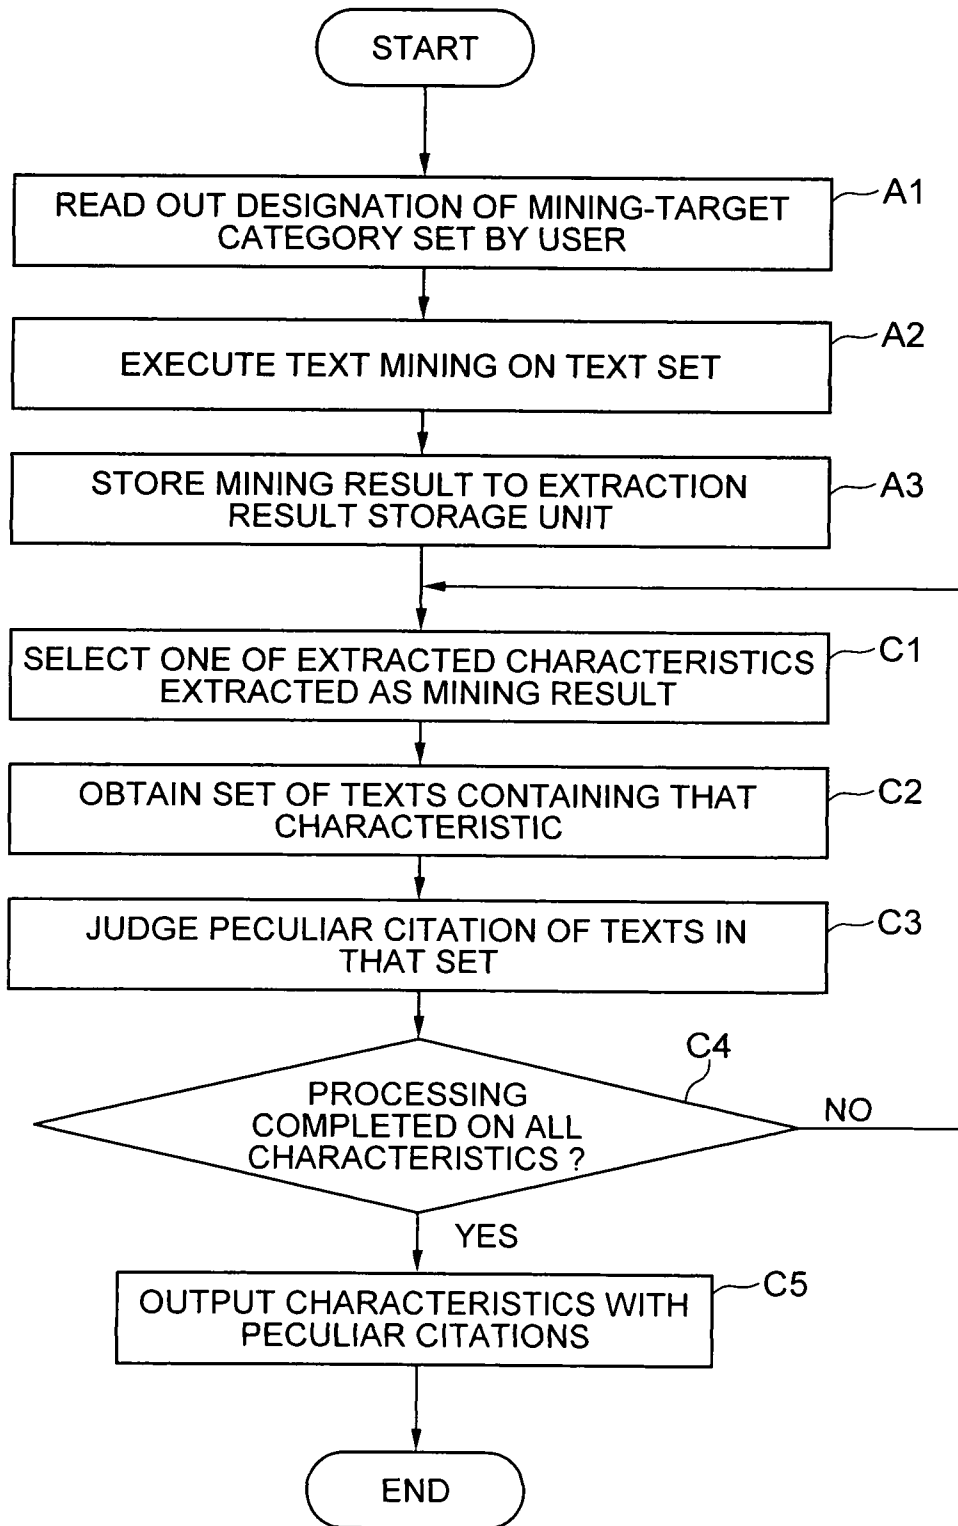 START
READ OUT DESIGNATION OF MINING-TARGET
CATEGORY SET BY USER
A1
EXECUTE TEXT MINING ON TEXT SET
A2
STORE MINING RESULT TO EXTRACTION
RESULT STORAGE UNIT
A3
SELECT ONE OF EXTRACTED CHARACTERISTICS
EXTRACTED AS MINING RESULT
C1
OBTAIN SET OF TEXTS CONTAINING THAT
CHARACTERISTIC
C2
JUDGE PECULIAR CITATION OF TEXTS IN
THAT SET
C3
C4
PROCESSING
COMPLETED ON ALL
CHARACTERISTICS ?
NO
YES
OUTPUT CHARACTERISTICS WITH
PECULIAR CITATIONS
C5
END